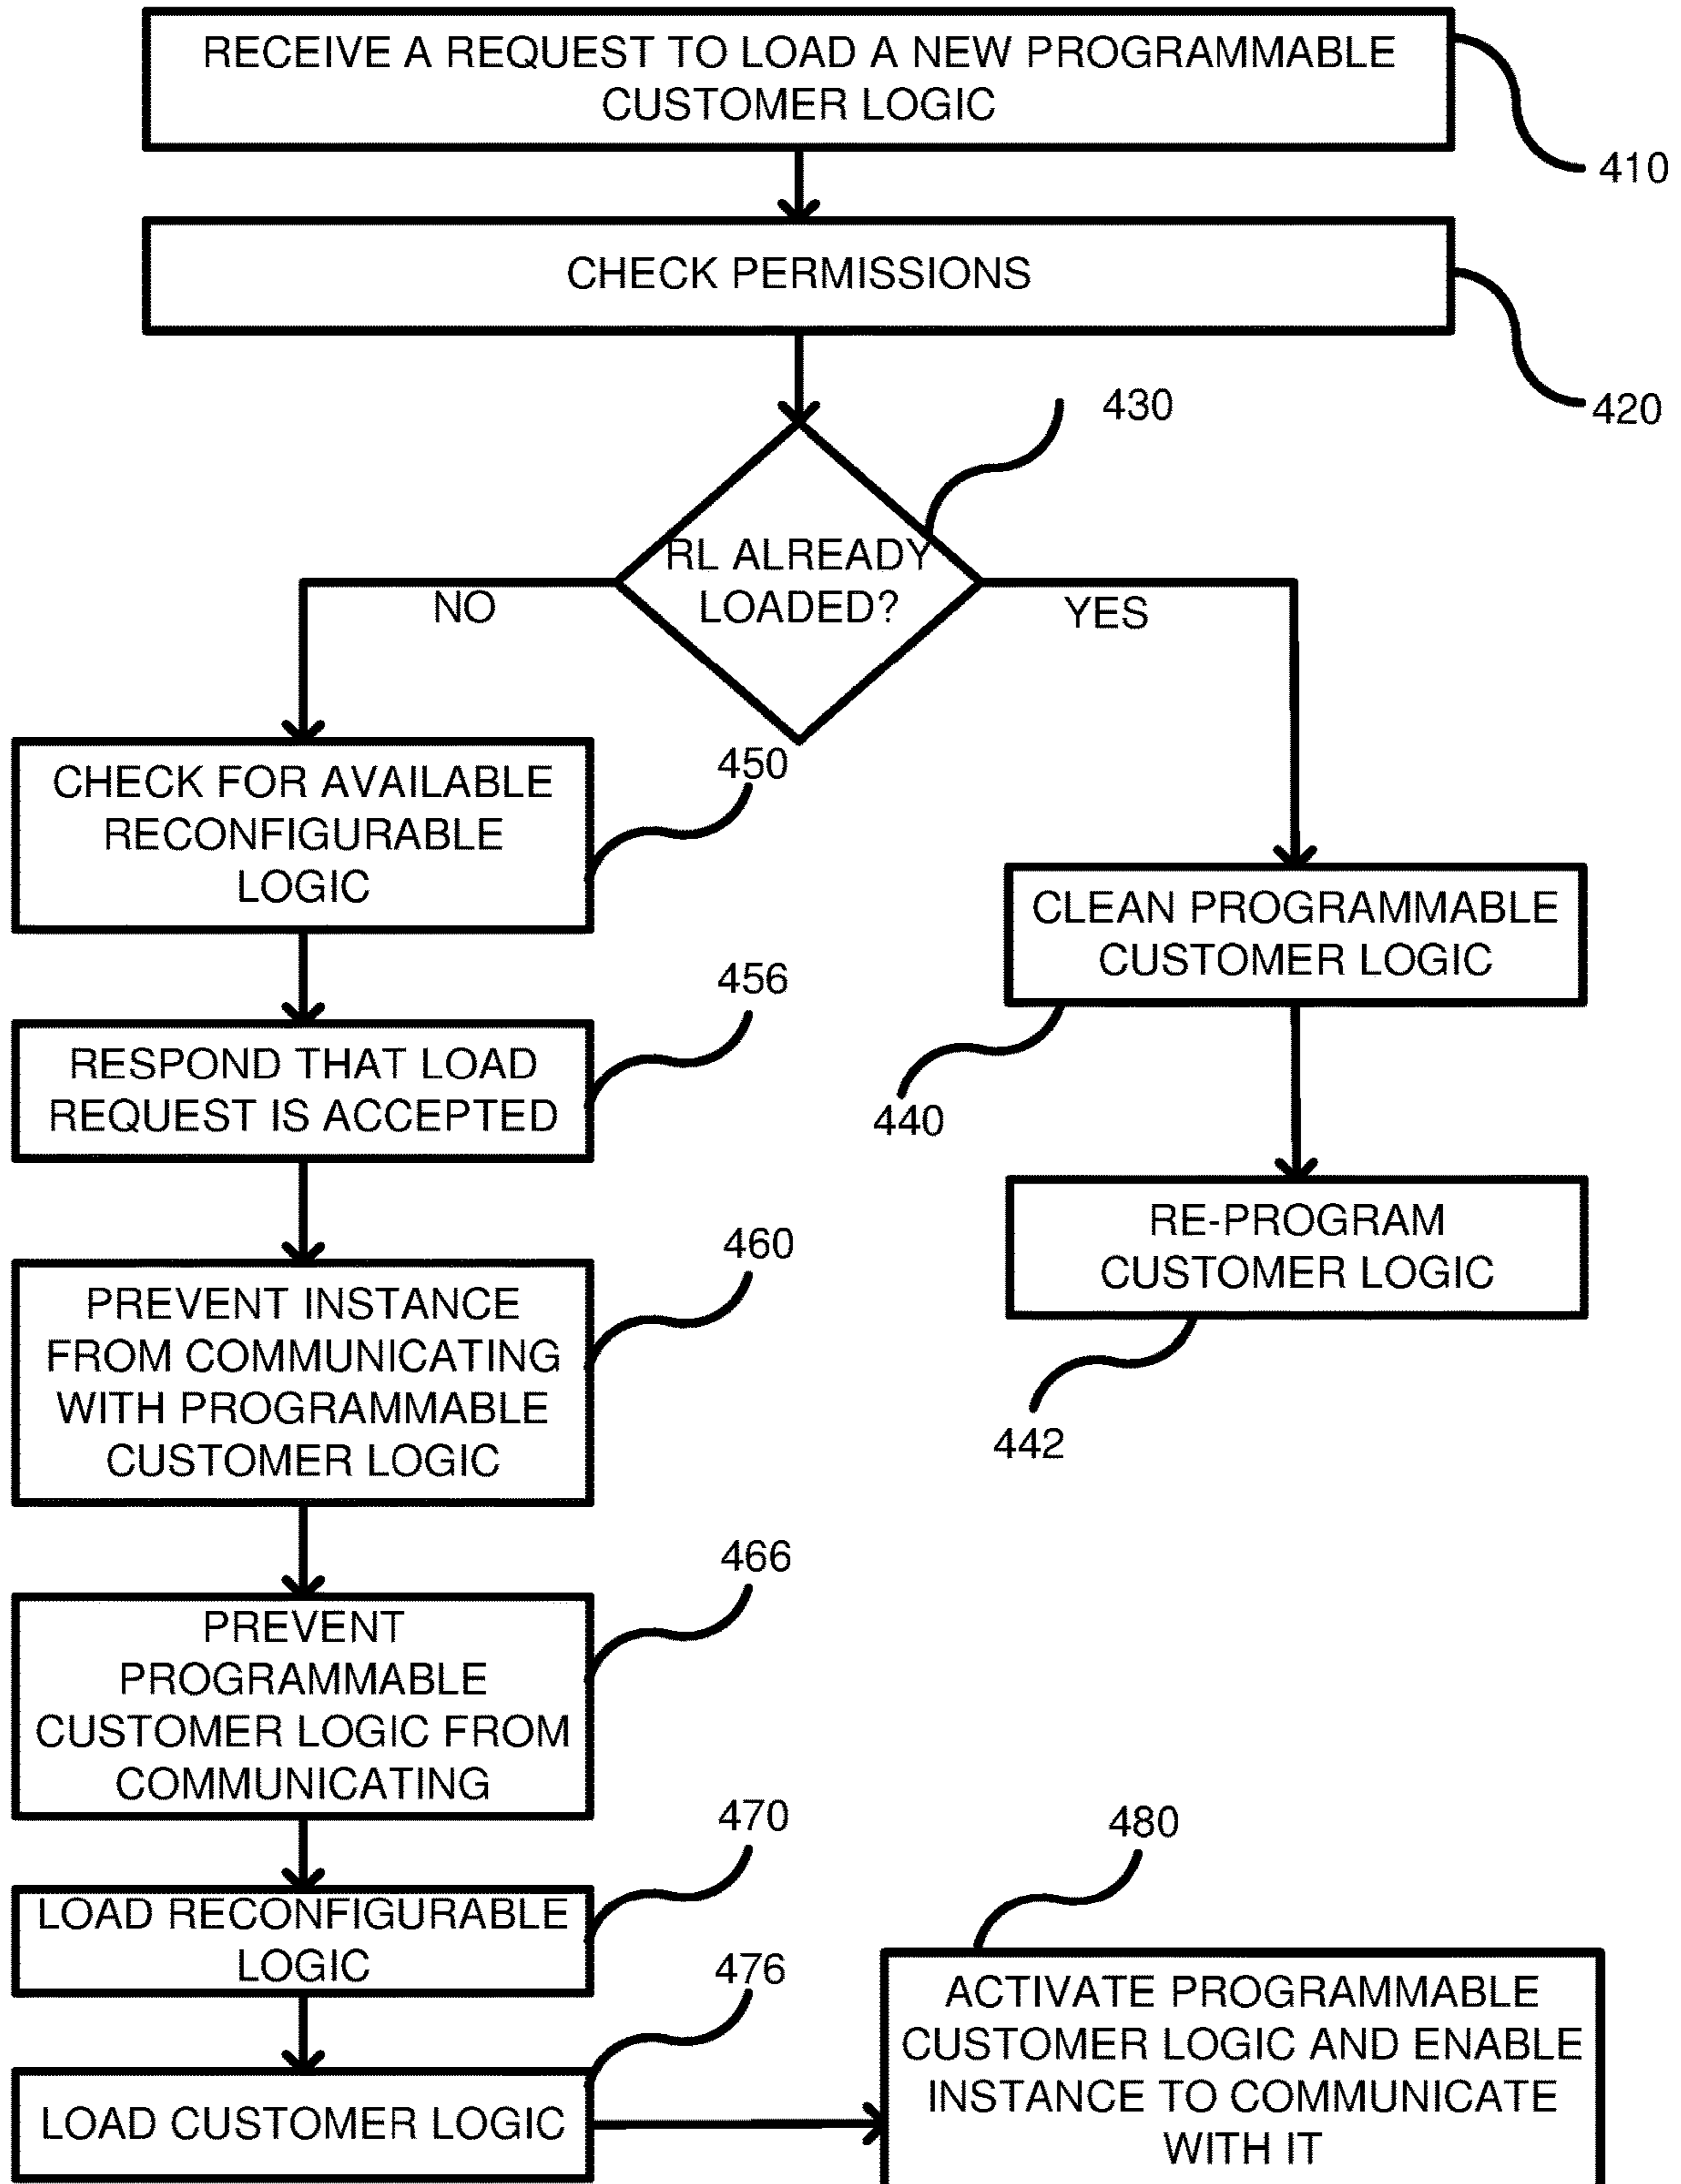 RECEIVE A REQUEST TO LOAD A NEW PROGRAMMABLE
CUSTOMER LOGIC
410
CHECK PERMISSIONS
420
430
RL ALREADY
LOADED?
NO
YES
CHECK FOR AVAILABLE
RECONFIGURABLE
LOGIC
450
CLEAN PROGRAMMABLE
CUSTOMER LOGIC
440
RESPOND THAT LOAD
REQUEST IS ACCEPTED
456
RE-PROGRAM
CUSTOMER LOGIC
442
PREVENT INSTANCE
FROM COMMUNICATING
WITH PROGRAMMABLE
CUSTOMER LOGIC
460
PREVENT
PROGRAMMABLE
CUSTOMER LOGIC FROM
COMMUNICATING
466
LOAD RECONFIGURABLE
LOGIC
470
LOAD CUSTOMER LOGIC
476
480
ACTIVATE PROGRAMMABLE
CUSTOMER LOGIC AND ENABLE
INSTANCE TO COMMUNICATE
WITH IT